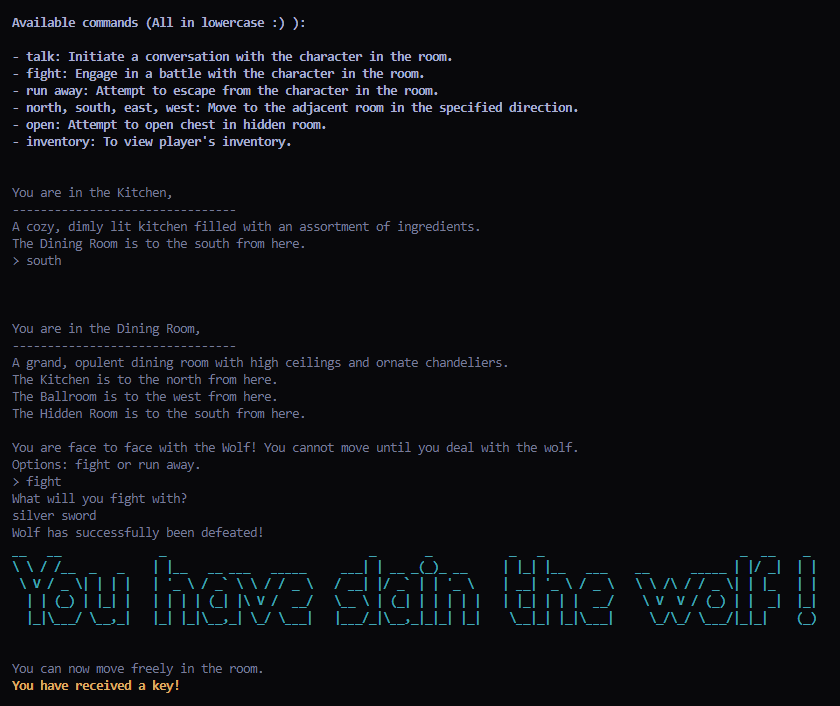 Available commands (All in lowercase :) ):
- talk: Initiate a conversation with the character in the room.
- fight: Engage in a battle with the character in the room.
- run away: Attempt to escape from the character in the room.
- north, south, east, west: Move to the adjacent room in the specified direction.
- open: Attempt to open chest in hidden room.
- inventory: To view player's inventory.
You are in the Kitchen,
--------------------------------
A cozy, dimly lit kitchen filled with an assortment of ingredients.
The Dining Room is to the south from here.
> south
You are in the Dining Room,
--------------------------------
A grand, opulent dining room with high ceilings and ornate chandeliers.
The Kitchen is to the north from here.
The Ballroom is to the west from here.
The Hidden Room is to the south from here.
You are face to face with the Wolf! You cannot move until you deal with the wolf.
Options: fight or run away.
> fight
What will you fight with?
silver sword
Wolf has successfully been defeated!
You have slain the wolf!
You can now move freely in the room.
You have received a key!